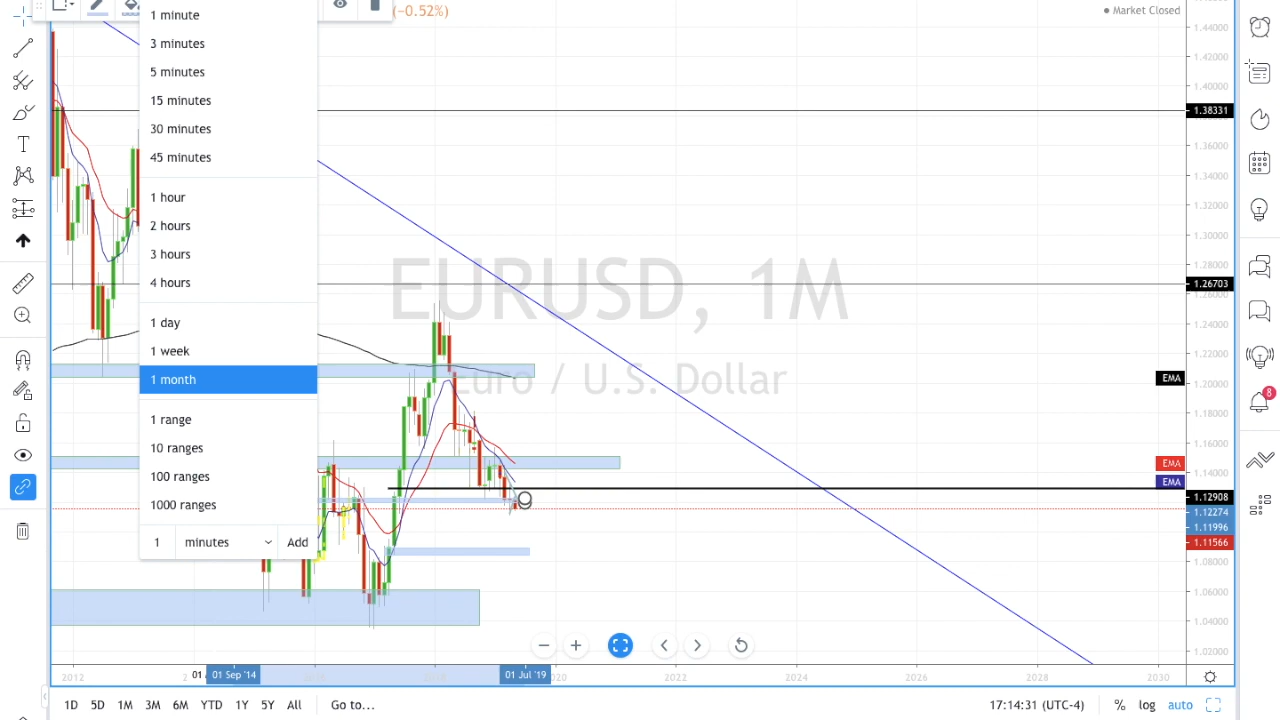 (−0.52%)
Market Closed
1 minute
3 minutes
5 minutes
15 minutes
30 minutes
45 minutes
1 hour
2 hours
3 hours
4 hours
1 day
1 week
1 month
1 range
10 ranges
100 ranges
1000 ranges
1 minutes Add
EURUSD, 1M
Euro / U.S. Dollar
1.44000
1.42000
1.40000
1.38331
1.36000
1.34000
1.32000
1.30000
1.28000
1.26703
1.26000
1.24000
1.22000
1.20000
EMA
1.18000
1.16000
EMA
1.14000
EMA
1.12908
1.12274
1.11996
1.11566
1.08000
1.06000
1.04000
1.02000
8
2012
01 Sep '14
01 Jul '19
2022
2024
2026
2028
2030
1D 5D 1M 3M 6M YTD 1Y 5Y All Go to... 17:14:31 (UTC-4) % log auto